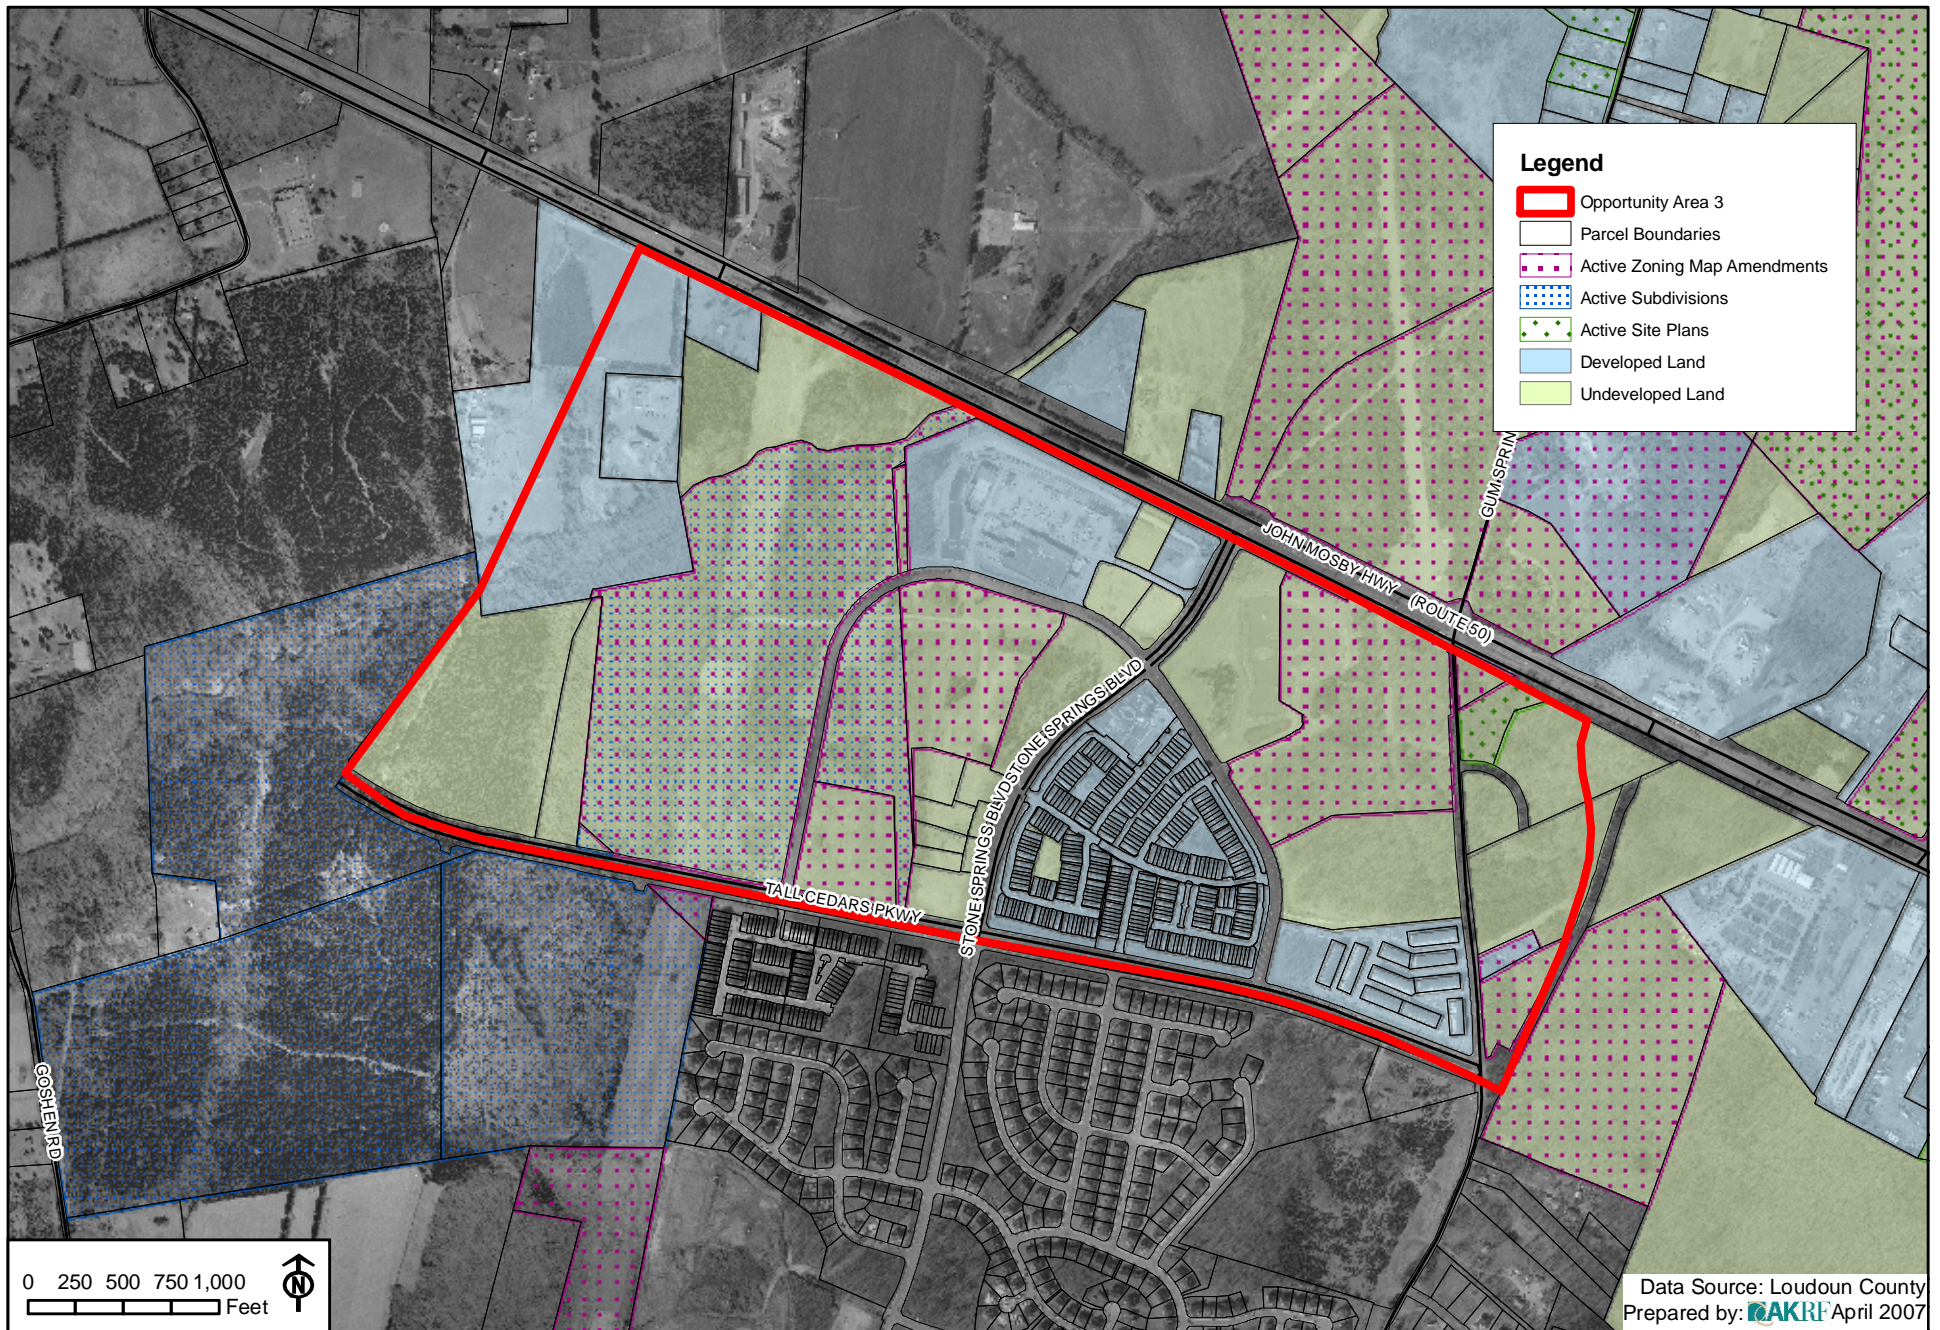 Legend
Opportunity Area 3
Parcel Boundaries
Active Zoning Map Amendments
Active Subdivisions
Active Site Plans
Developed Land
Undeveloped Land
GUM SPRIN
JOHN MOSBY HWY (ROUTE 50)
STONE SPRINGS BLVD
STONE SPRINGS BLVD
TALL CEDARS PKWY
GOSHEN RD
0 250 500 750 1,000
Feet
N
Data Source: Loudoun County
Prepared by: AKRF April 2007